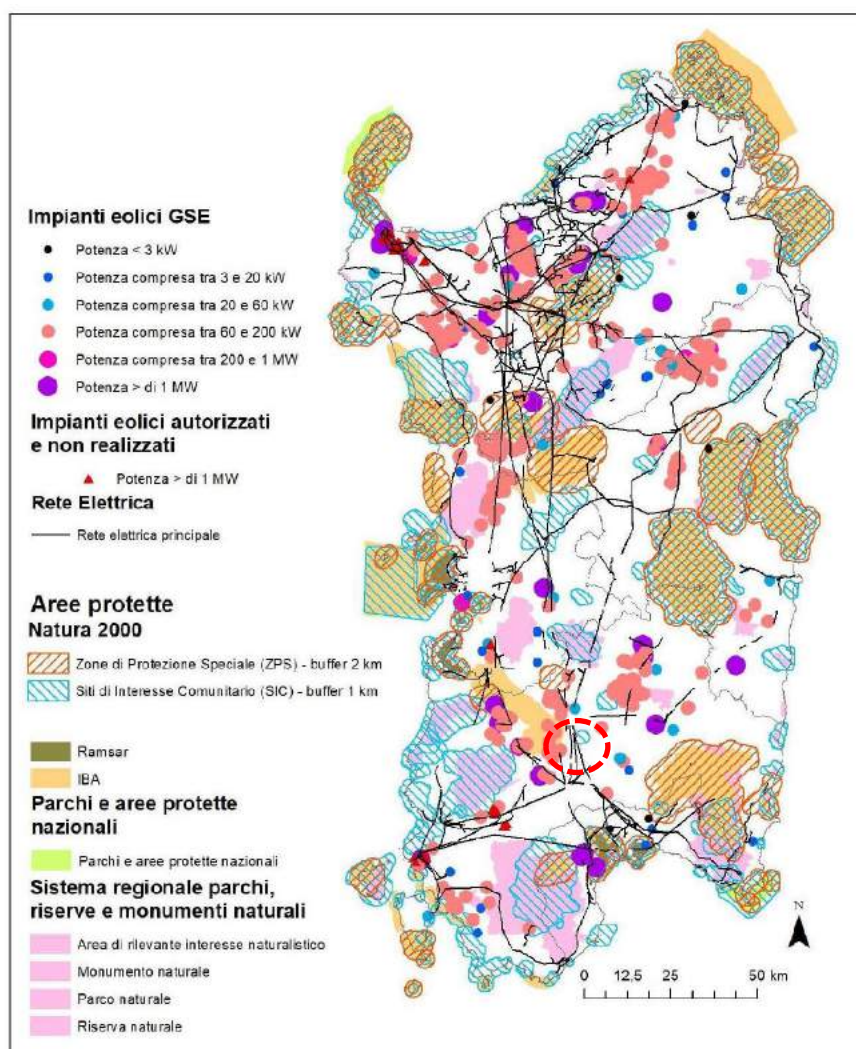 Impianti eolici GSE
Potenza < 3 kW
Potenza compresa tra 3 e 20 kW
Potenza compresa tra 20 e 60 kW
Potenza compresa tra 60 e 200 kW
Potenza compresa tra 200 e 1 MW
Potenza > di 1 MW
Impianti eolici autorizzati
e non realizzati
Potenza > di 1 MW
Rete Elettrica
Rete elettrica principale
Aree protette
Natura 2000
Zone di Protezione Speciale (ZPS) - buffer 2 km
Siti di Interesse Comunitario (SIC) - buffer 1 km
Ramsar
IBA
Parchi e aree protette
nazionali
Parchi e aree protette nazionali
Sistema regionale parchi,
riserve e monumenti naturali
Area di rilevante interesse naturalistico
Monumento naturale
Parco naturale
Riserva naturale
N
0 12,5 25 50 km